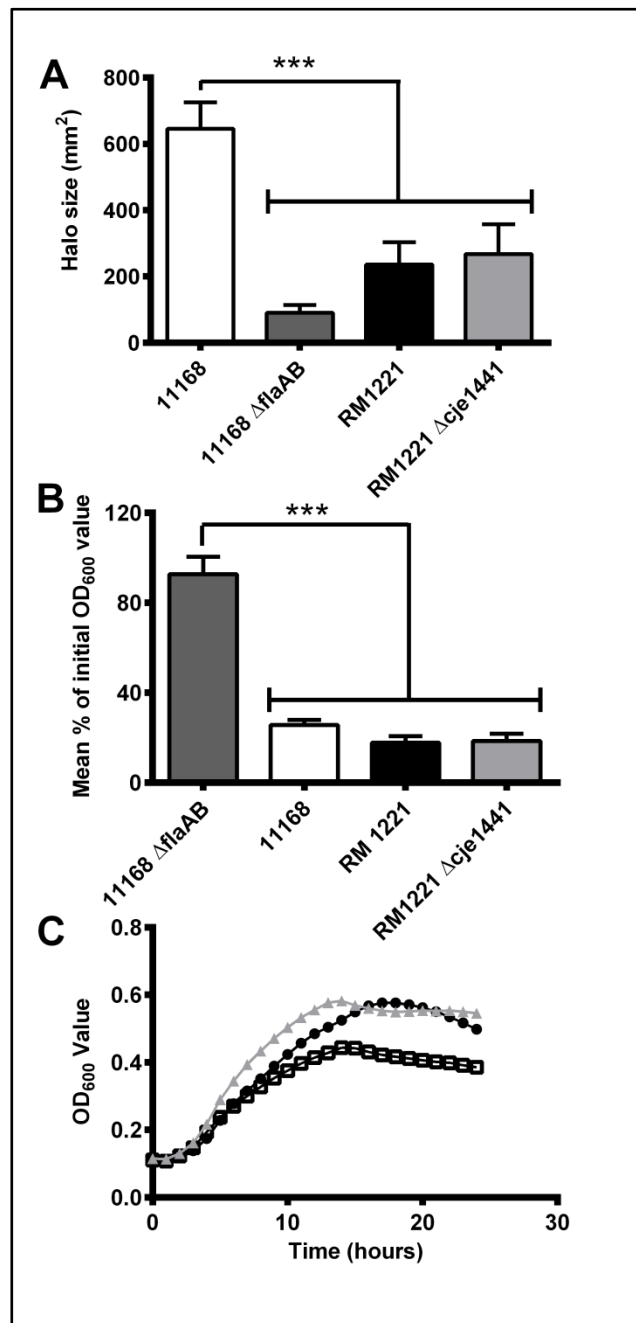 A
***
Halo size (mm²)
800
600
400
200
0
11168
11168 ΔflaAB
RM1221
RM1221 Δcje1441
B
***
Mean % of initial OD₆₀₀ value
120
80
40
0
11168 ΔflaAB
11168
RM 1221
RM1221 Δcje1441
C
OD₆₀₀ Value
0.8
0.6
0.4
0.2
0.0
0 10 20 30
Time (hours)